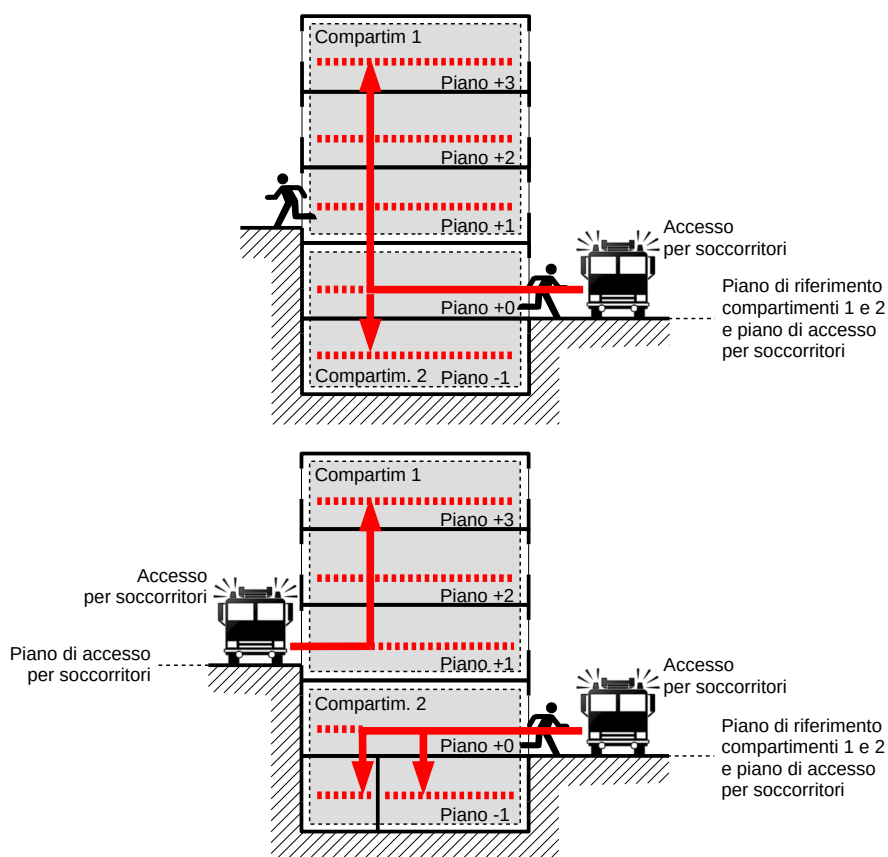 Compartim 1
Piano +3
Piano +2
Piano +1
Accesso
per soccorritori
Piano +0
Piano di riferimento
compartimenti 1 e 2
e piano di accesso
per soccorritori
Compartim. 2 Piano -1
Compartim 1
Piano +3
Accesso
per soccorritori
Piano +2
Piano di accesso
per soccorritori
Piano +1
Accesso
per soccorritori
Compartim. 2
Piano +0
Piano di riferimento
compartimenti 1 e 2
e piano di accesso
per soccorritori
Piano -1